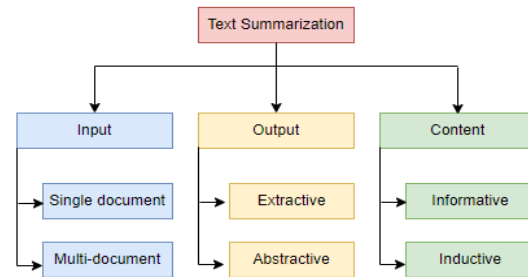 Text Summarization
Input
Output
Content
Single document
Extractive
Informative
Multi-document
Abstractive
Inductive